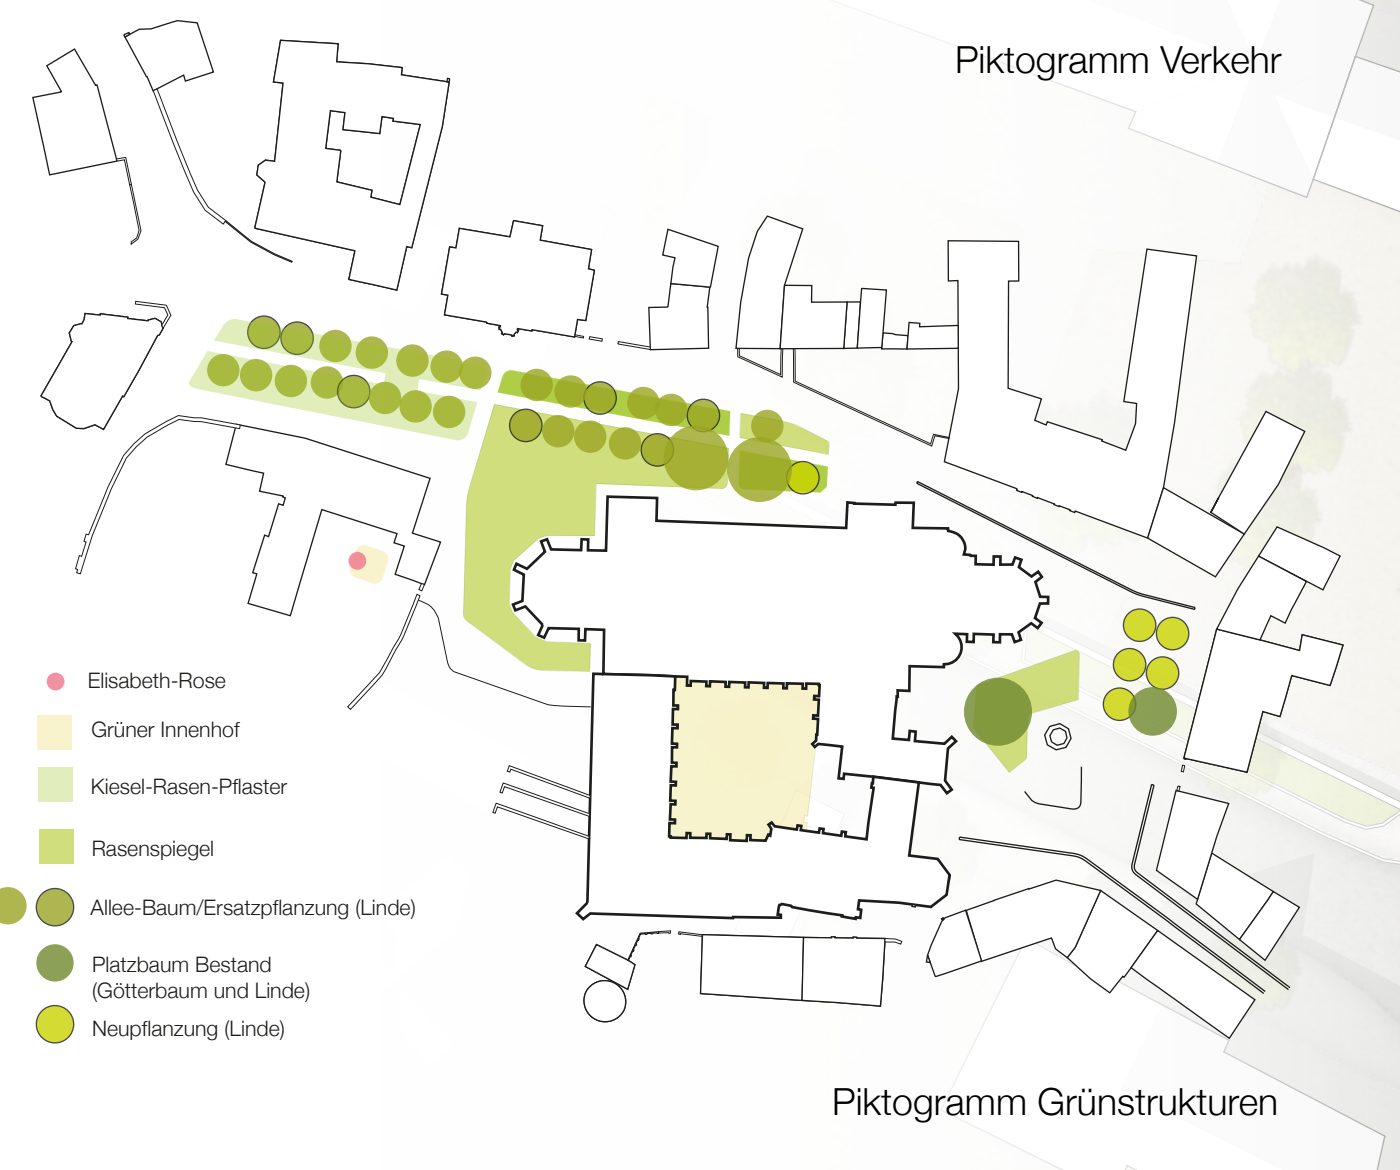 Piktogramm Verkehr
Elisabeth-Rose
Grüner Innenhof
Kiesel-Rasen-Pflaster
Rasenspiegel
Allee-Baum/Ersatzpflanzung (Linde)
Platzbaum Bestand
(Götterbaum und Linde)
Neupflanzung (Linde)
Piktogramm Grünstrukturen